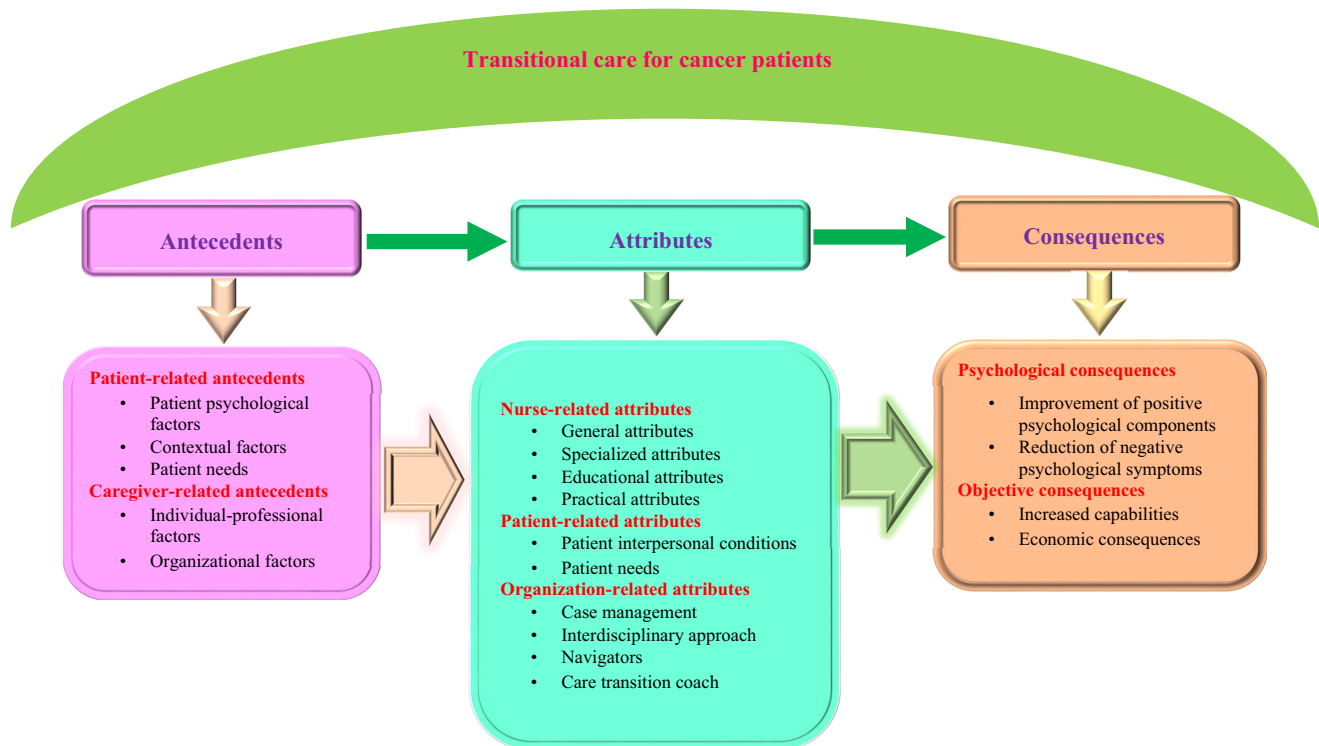 Transitional care for cancer patients
Antecedents
Attributes
Consequences
Patient-related antecedents
• Patient psychological
factors
• Contextual factors
• Patient needs
Caregiver-related antecedents
• Individual-professional
factors
• Organizational factors
Nurse-related attributes
• General attributes
• Specialized attributes
• Educational attributes
• Practical attributes
Patient-related attributes
• Patient interpersonal conditions
• Patient needs
Organization-related attributes
• Case management
• Interdisciplinary approach
• Navigators
• Care transition coach
Psychological consequences
• Improvement of positive
psychological components
• Reduction of negative
psychological symptoms
Objective consequences
• Increased capabilities
• Economic consequences